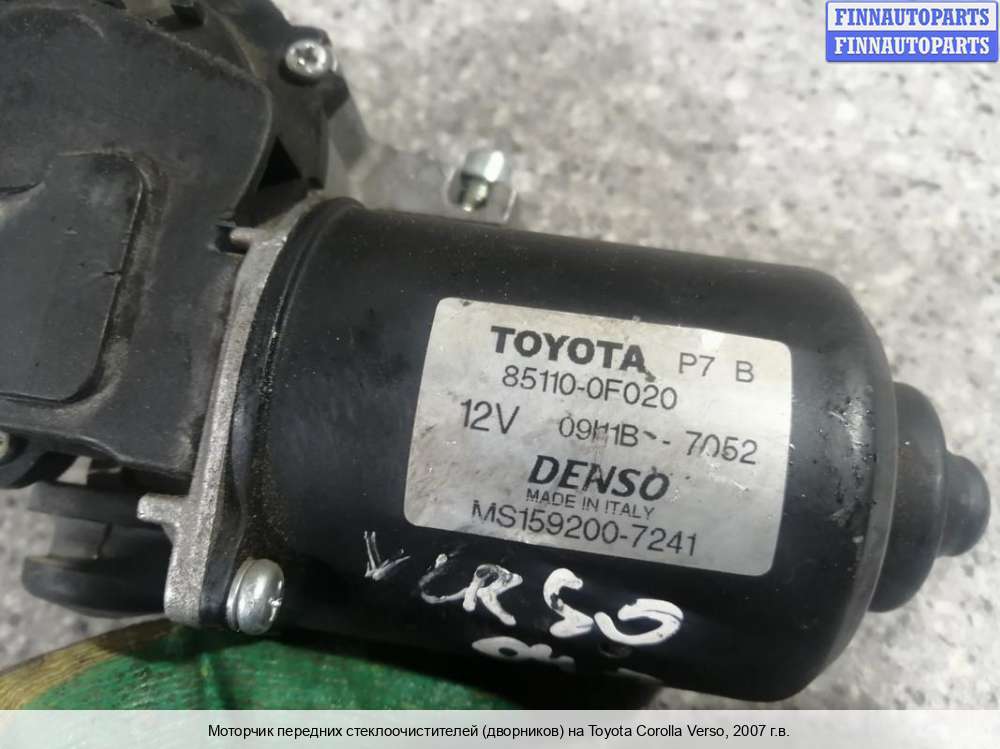 FINNAUTOPARTS
FINNAUTOPARTS
TOYOTA P7 B
85110-0F020
12V 7052
DENSO
MADE IN ITALY
MS159200-7241
VERSO
Моторчик передних стеклоочистителей (дворников) на Toyota Corolla Verso, 2007 г.в.